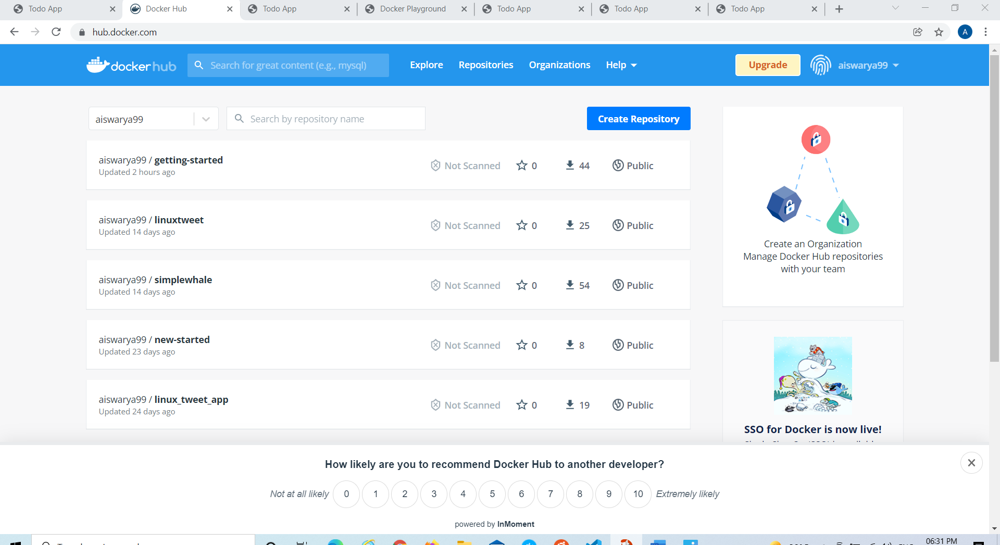 Todo App
Docker Hub
Todo App
Docker Playground
Todo App
Todo App
Todo App
hub.docker.com
A
docker hub
Search for great content (e.g., mysql)
Explore
Repositories
Organizations
Help
Upgrade
aiswarya99
aiswarya99
Search by repository name
Create Repository
aiswarya99 / getting-started
Updated 2 hours ago
Not Scanned
0
44
Public
aiswarya99 / linuxtweet
Updated 14 days ago
Not Scanned
0
25
Public
aiswarya99 / simplewhale
Updated 14 days ago
Not Scanned
0
54
Public
aiswarya99 / new-started
Updated 23 days ago
Not Scanned
0
8
Public
aiswarya99 / linux_tweet_app
Updated 24 days ago
Not Scanned
0
19
Public
Create an Organization
Manage Docker Hub repositories
with your team
SSO for Docker is now live!
How likely are you to recommend Docker Hub to another developer?
Not at all likely 0 1 2 3 4 5 6 7 8 9 10 Extremely likely
powered by InMoment
06:31 PM